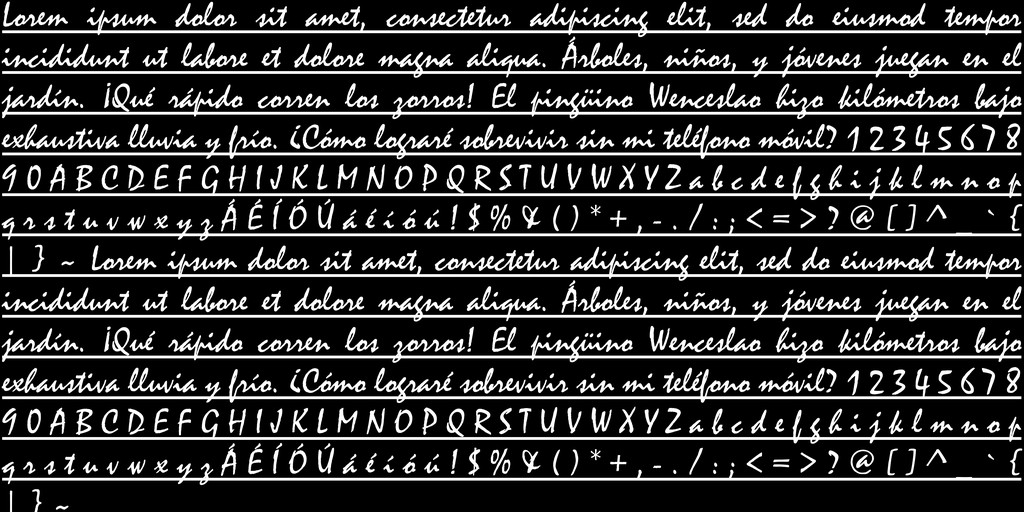 Lorem ipsum dolor sit amet, consectetur adipiscing elit, sed do eiusmod tempor
incididunt ut labore et dolore magna aliqua. Árboles, niños, y jóvenes juegan en el
jardín. ¡Qué rápido corren los zorros! El pingüino Wenceslao hizo kilómetros bajo
exhaustiva lluvia y frío. ¿Cómo lograré sobrevivir sin mi teléfono móvil? 1 2 3 4 5 6 7 8
9 0 A B C D E F G H I J K L M N O P Q R S T U V W X Y Z a b c d e f g h i j k l m n o p
q r s t u v w x y z Á É Í Ó Ú á é í ó ú ! $ % & ( ) * + , - . / : ; < = > ? @ [ ] ^ _ ` {
| } ~ Lorem ipsum dolor sit amet, consectetur adipiscing elit, sed do eiusmod tempor
incididunt ut labore et dolore magna aliqua. Árboles, niños, y jóvenes juegan en el
jardín. ¡Qué rápido corren los zorros! El pingüino Wenceslao hizo kilómetros bajo
exhaustiva lluvia y frío. ¿Cómo lograré sobrevivir sin mi teléfono móvil? 1 2 3 4 5 6 7 8
9 0 A B C D E F G H I J K L M N O P Q R S T U V W X Y Z a b c d e f g h i j k l m n o p
q r s t u v w x y z Á É Í Ó Ú á é í ó ú ! $ % & ( ) * + , - . / : ; < = > ? @ [ ] ^ _ ` {
| } ~